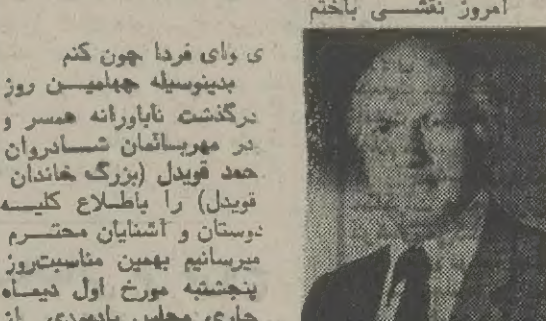 امروز نقشی باختم
ی وای فردا چون کنم
بدینوسیله چهلمین روز
درگذشت ناباورانه همسر و
در مهربانمان شادروان
حمد قویدل (بزرگ خاندان
قویدل) را باطلاع کلیه
دوستان و آشنایان محترم
میرسانیم بهمین مناسبت‌روز
پنجشنبه مورخ اول دیماه
جاری مجلس یادبودی از